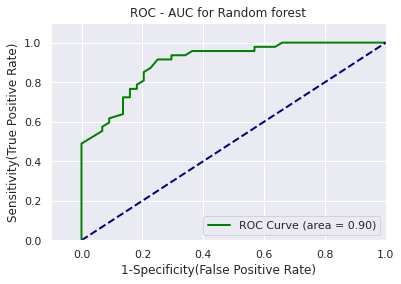 ROC - AUC for Random forest
Sensitivity(True Positive Rate)
1.0
0.8
0.6
0.4
0.2
0.0
ROC Curve (area = 0.90)
0.0 0.2 0.4 0.6 0.8 1.0
1-Specificity(False Positive Rate)